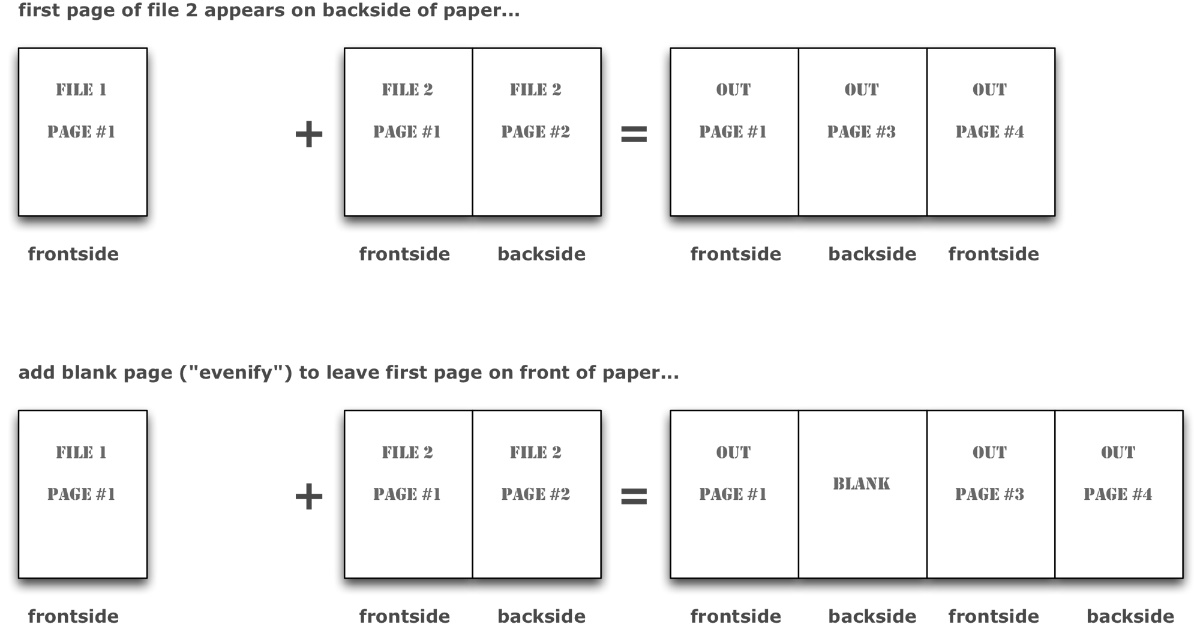 first page of file 2 appears on backside of paper...
FILE 1 FILE 2 FILE 2 OUT OUT OUT
PAGE #1 + PAGE #1 PAGE #2 = PAGE #1 PAGE #3 PAGE #4
frontside frontside backside frontside backside frontside
add blank page ("evenify") to leave first page on front of paper...
FILE 1 FILE 2 FILE 2 OUT OUT OUT
PAGE #1 + PAGE #1 PAGE #2 = PAGE #1 BLANK PAGE #3 PAGE #4
frontside frontside backside frontside backside frontside backside